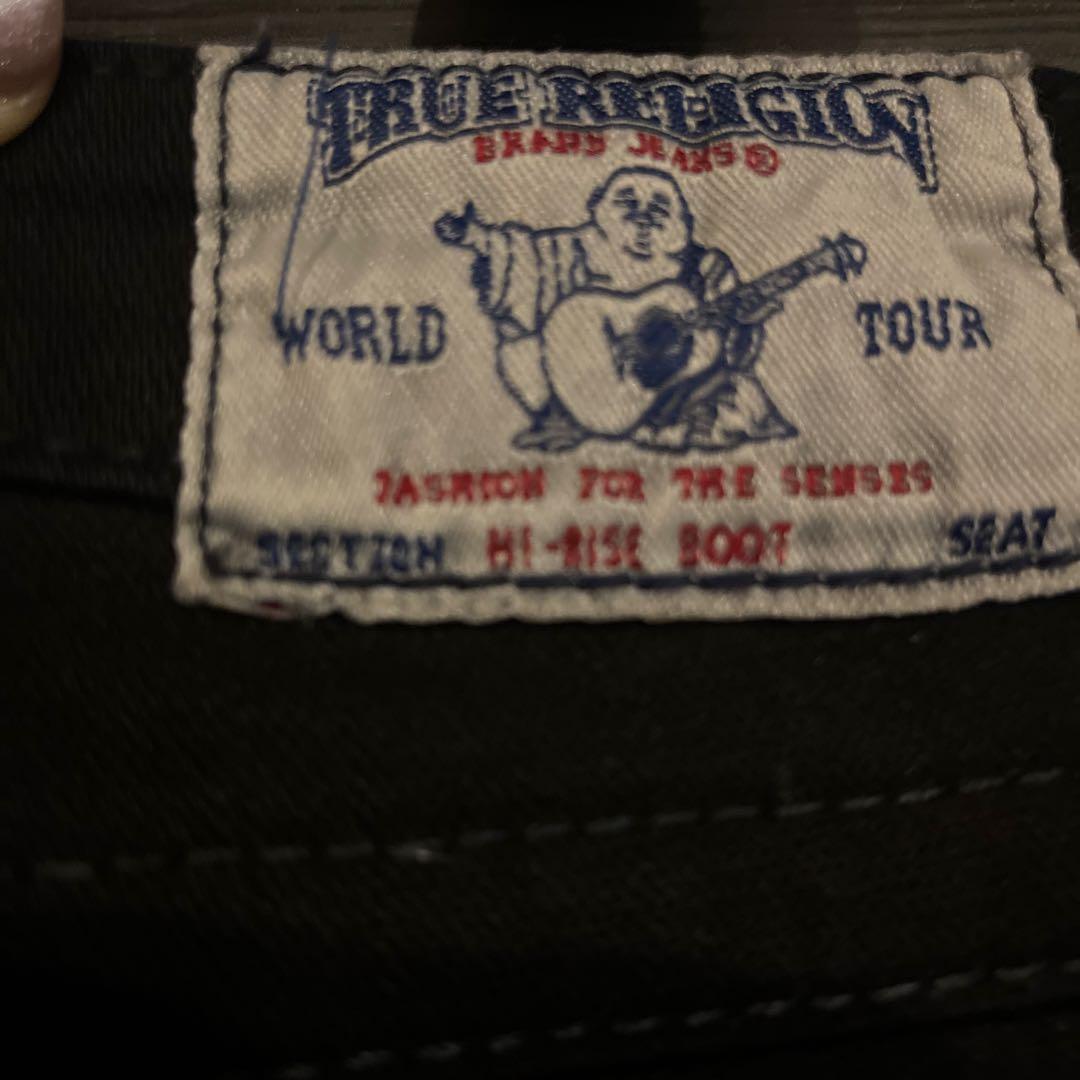 TRUE RELIGION
BRAND JEANS®
WORLD TOUR
FASHION FOR THE SENSES
SECTION HI-RISE BOOT SEAT